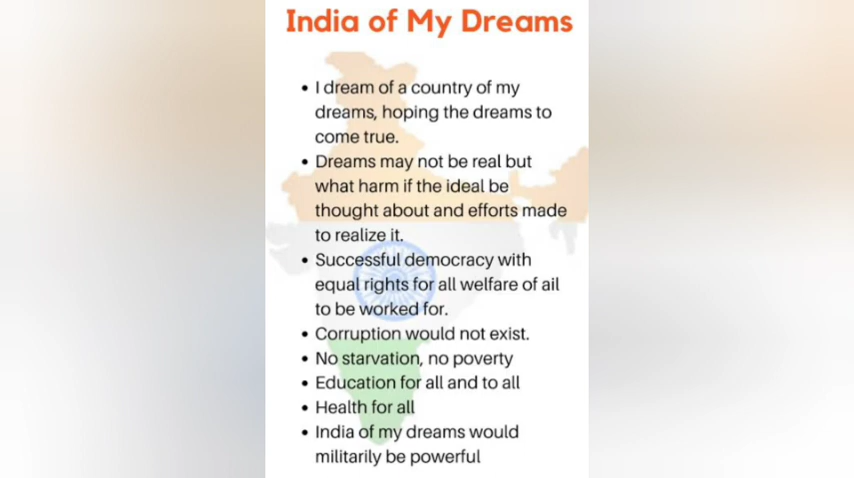 India of My Dreams
• I dream of a country of my
dreams, hoping the dreams to
come true.
• Dreams may not be real but
what harm if the ideal be
thought about and efforts made
to realize it.
• Successful democracy with
equal rights for all welfare of ail
to be worked for.
• Corruption would not exist.
• No starvation, no poverty
• Education for all and to all
• Health for all
• India of my dreams would
militarily be powerful